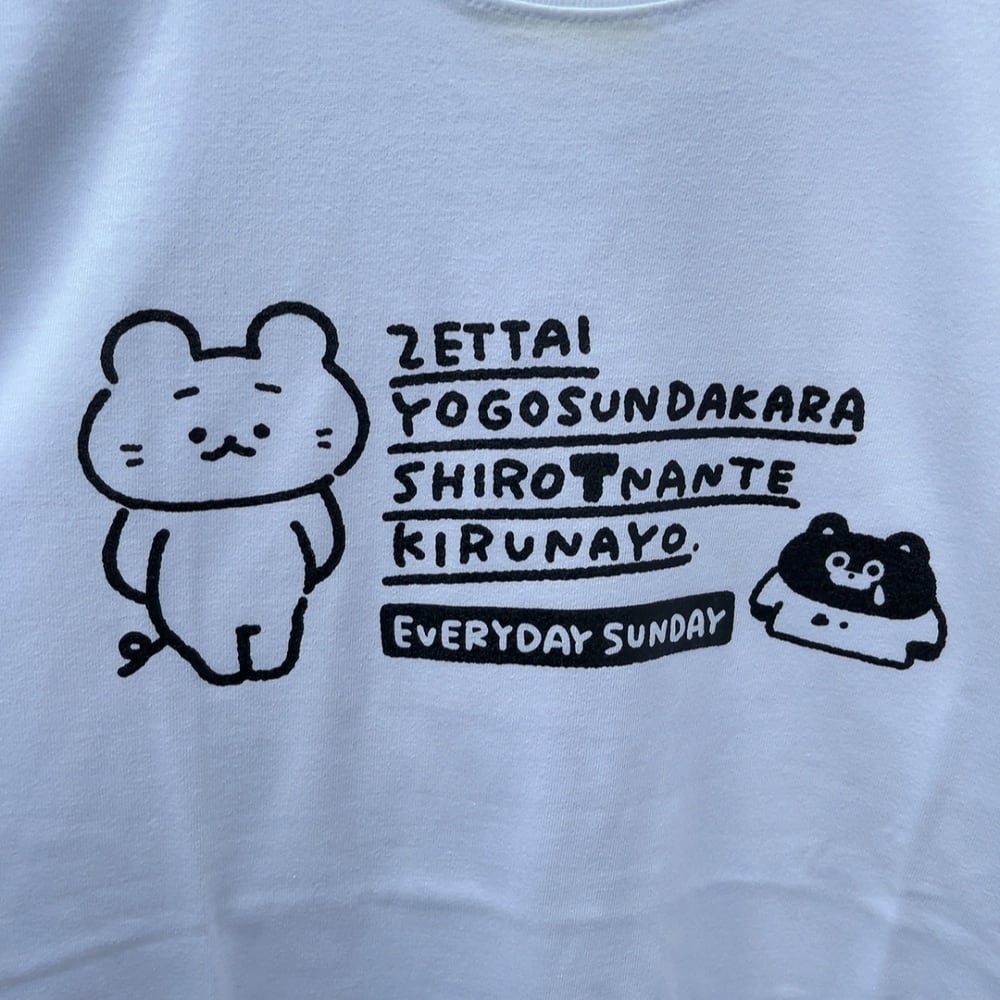 ZETTAI
YOGOSUNDAKARA
SHIROTNANTE
KIRUNAYO.
EVERYDAY SUNDAY